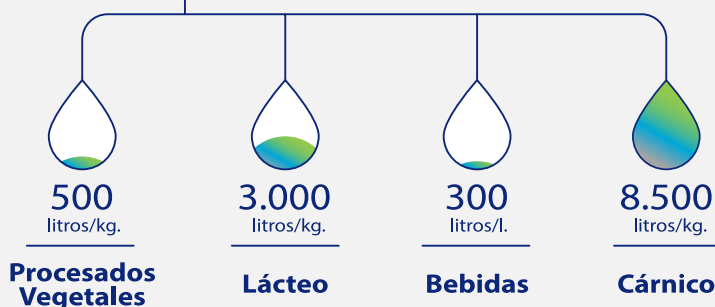 500
litros/kg.
Procesados
Vegetales
3.000
litros/kg.
Lácteo
300
litros/l.
Bebidas
8.500
litros/kg.
Cárnico